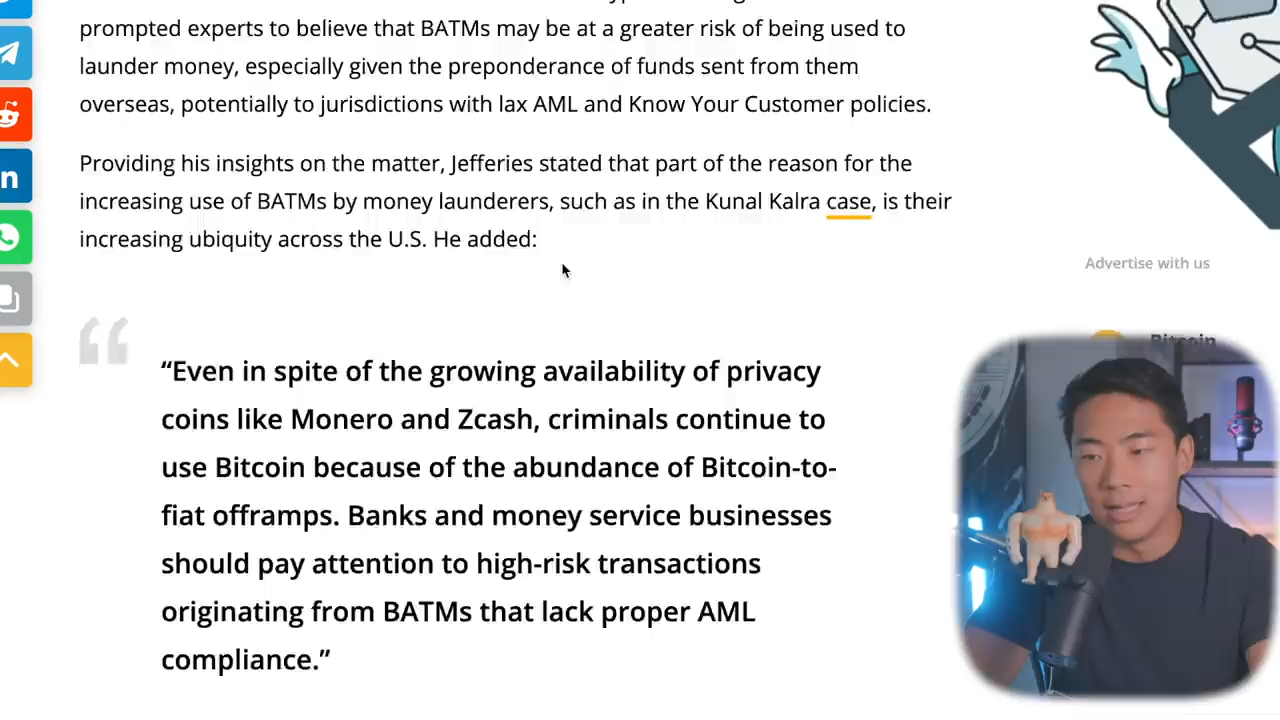 prompted experts to believe that BATMs may be at a greater risk of being used to
launder money, especially given the preponderance of funds sent from them
overseas, potentially to jurisdictions with lax AML and Know Your Customer policies.
Providing his insights on the matter, Jefferies stated that part of the reason for the
increasing use of BATMs by money launderers, such as in the Kunal Kalra case, is their
increasing ubiquity across the U.S. He added:
Advertise with us
Bitcoin
“Even in spite of the growing availability of privacy
coins like Monero and Zcash, criminals continue to
use Bitcoin because of the abundance of Bitcoin-to-
fiat offramps. Banks and money service businesses
should pay attention to high-risk transactions
originating from BATMs that lack proper AML
compliance.”